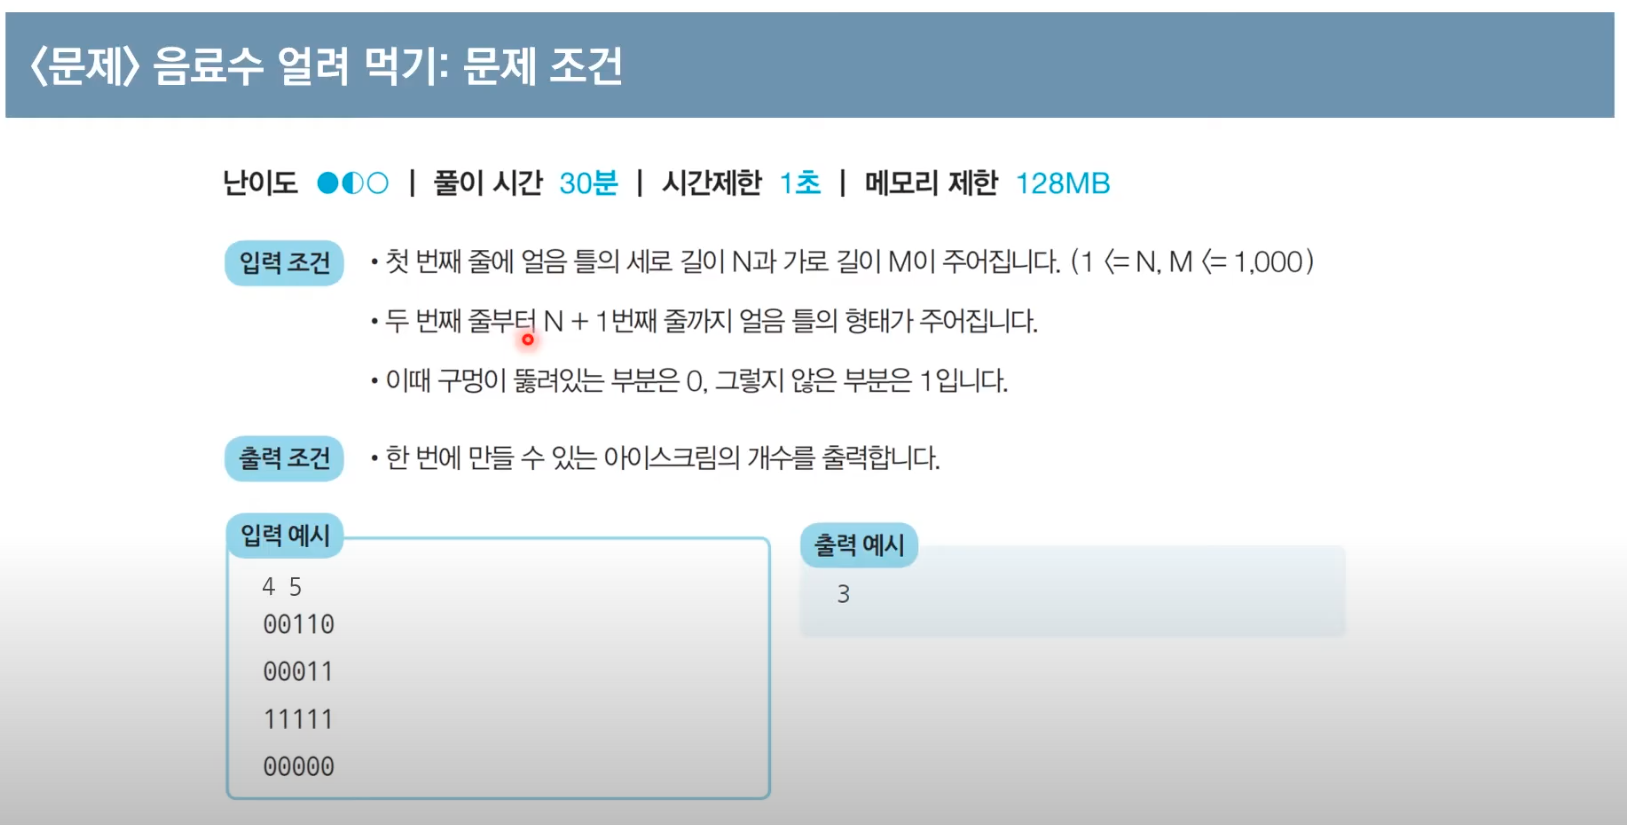 〈문제〉 음료수 얼려 먹기: 문제 조건
난이도 | 풀이 시간 30분 | 시간제한 1초 | 메모리 제한 128MB
입력 조건 • 첫 번째 줄에 얼음 틀의 세로 길이 N과 가로 길이 M이 주어집니다. (1 <= N, M <= 1,000)
• 두 번째 줄부터 N + 1번째 줄까지 얼음 틀의 형태가 주어집니다.
• 이때 구멍이 뚫려있는 부분은 0, 그렇지 않은 부분은 1입니다.
출력 조건 • 한 번에 만들 수 있는 아이스크림의 개수를 출력합니다.
입력 예시
4 5
00110
00011
11111
00000
출력 예시
3